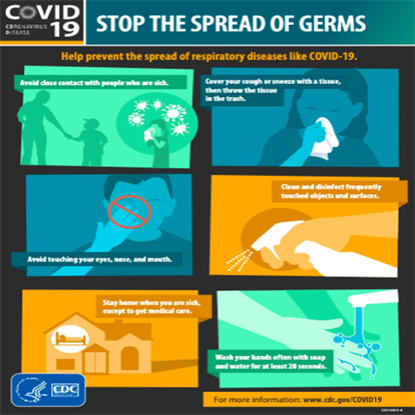 COVID
CORONAVIRUS
DISEASE
19
STOP THE SPREAD OF GERMS
Help prevent the spread of respiratory diseases like COVID-19.
Avoid close contact with people who are sick.
Cover your cough or sneeze with a tissue,
then throw the tissue
in the trash.
Avoid touching your eyes, nose, and mouth.
Clean and disinfect frequently
touched objects and surfaces.
Stay home when you are sick,
except to get medical care.
Wash your hands often with soap
and water for at least 20 seconds.
CDC
For more information: www.cdc.gov/COVID19